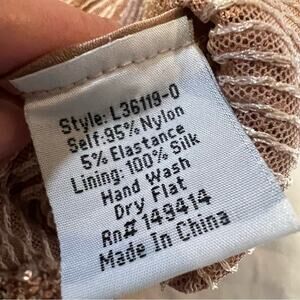 Style: L36119-0
Self:95% Nylon
5% Elastance
Lining: 100% Silk
Hand Wash
Dry Flat
Rn# 149414
Made In China